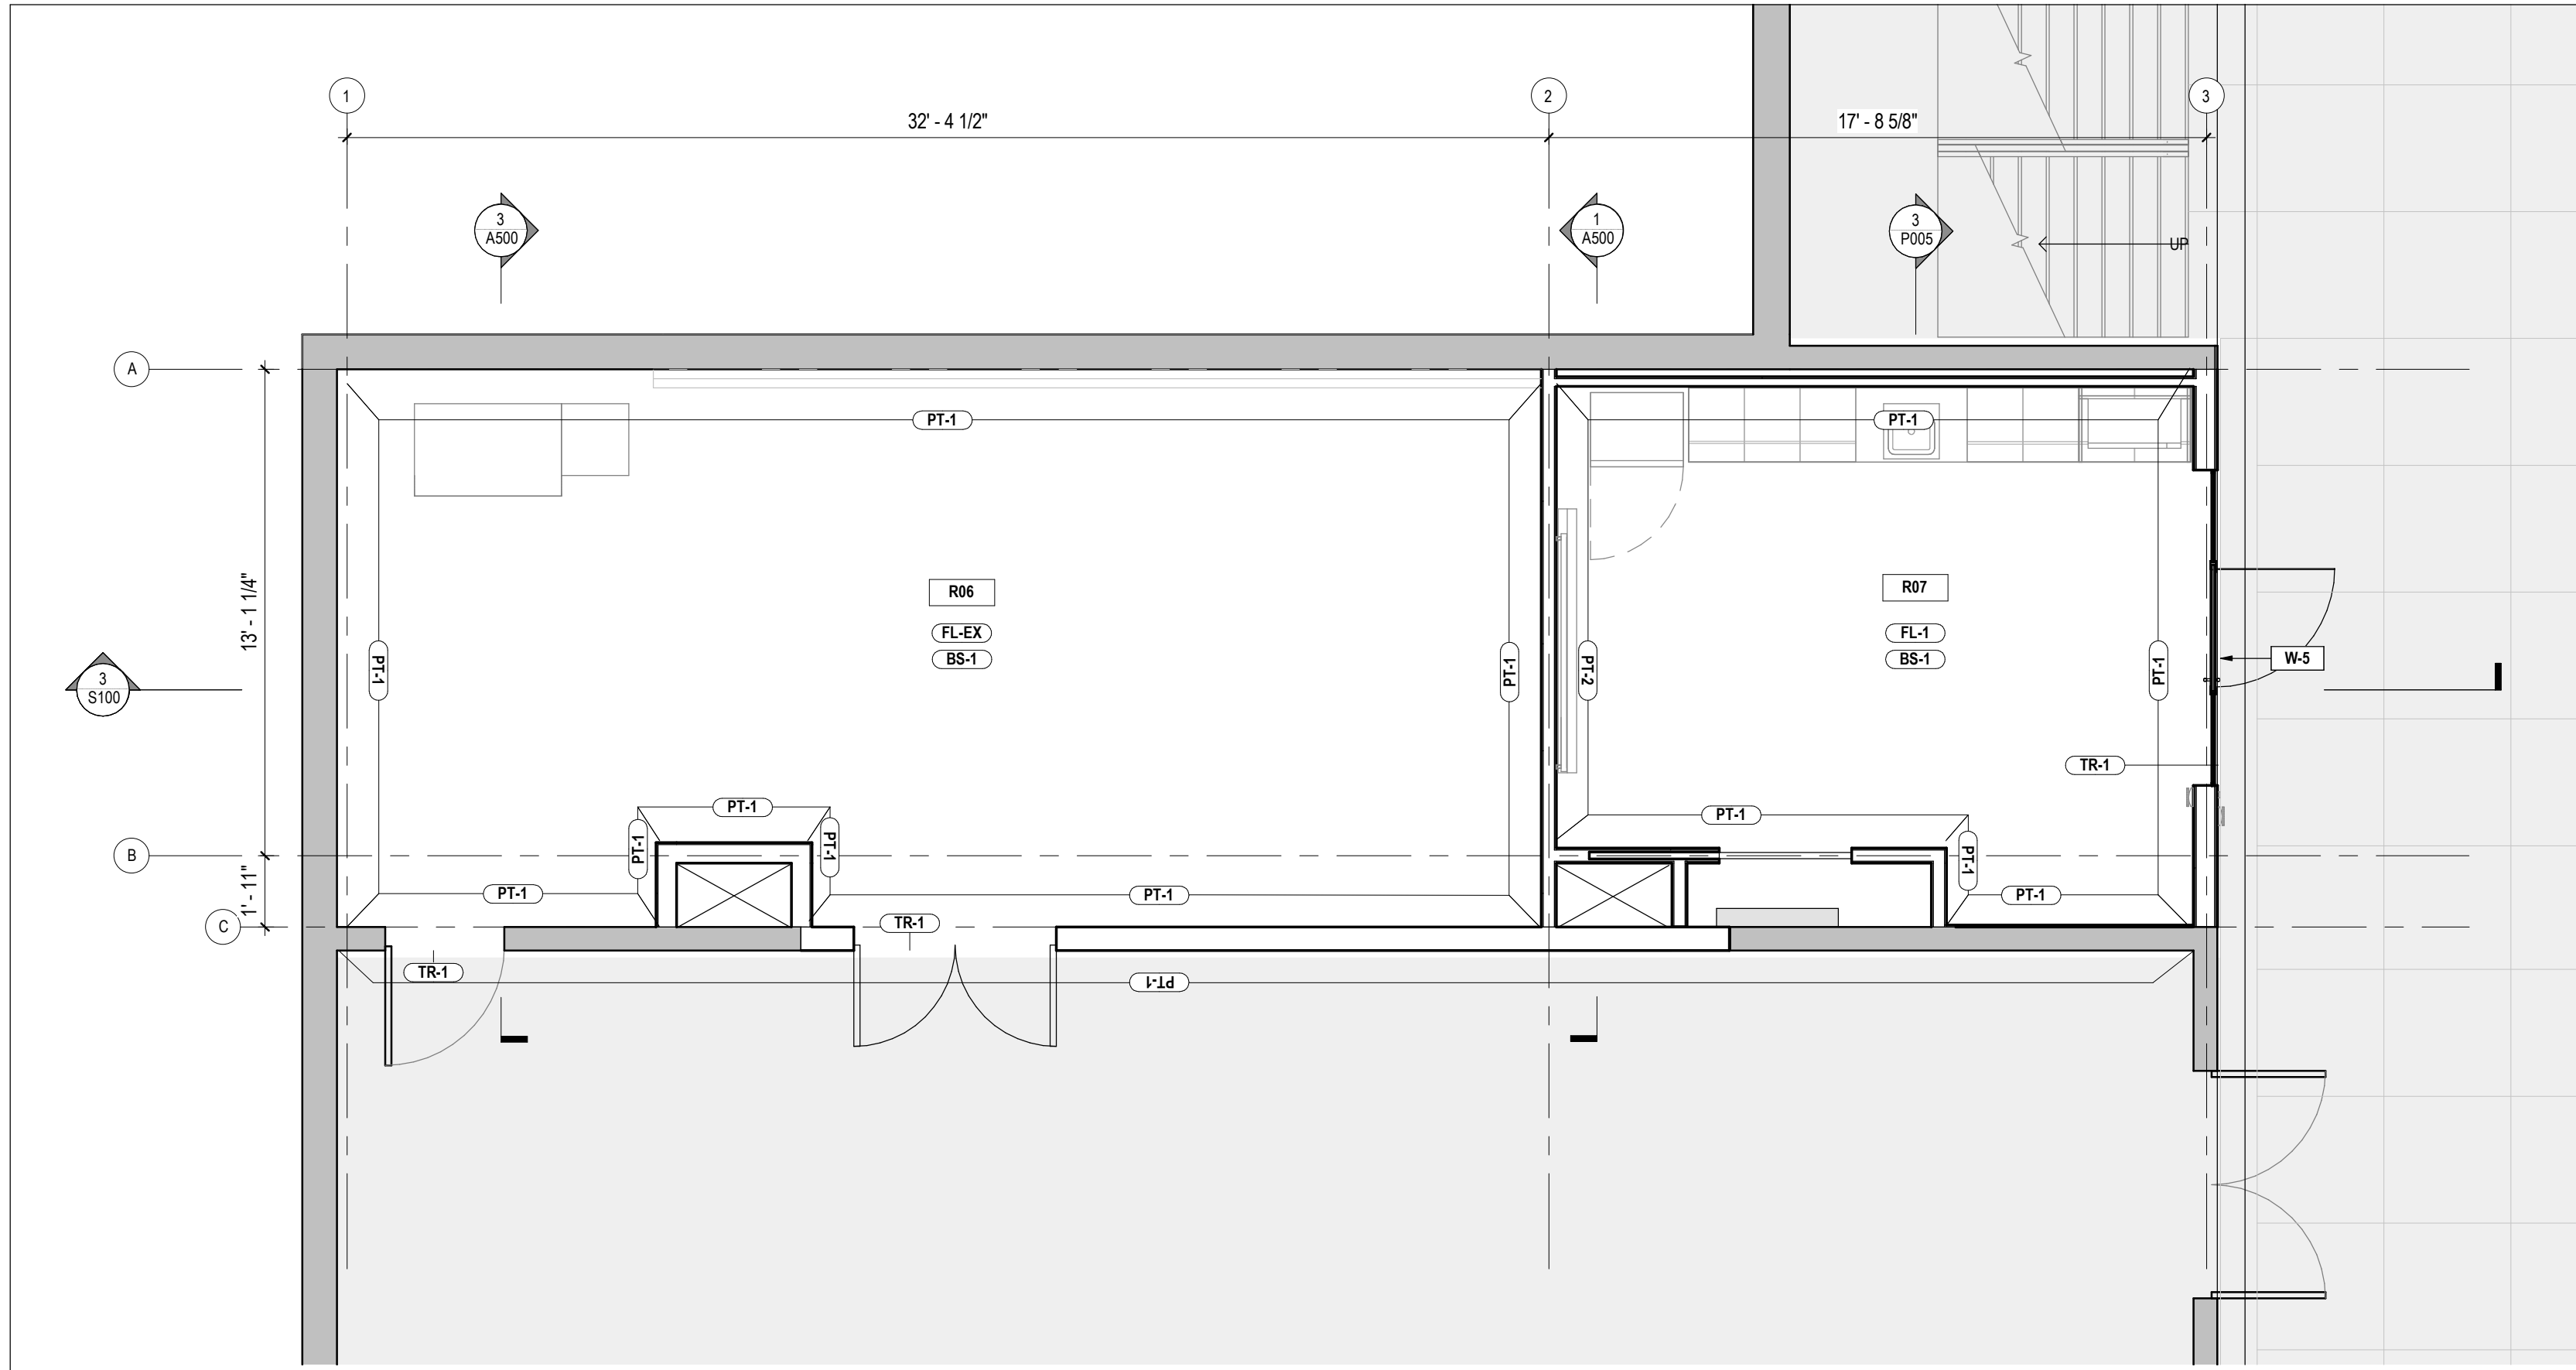 1
2
3
32' - 4 1/2"
17' - 8 5/8"
3
A500
1
A500
3
P005
UP
A
PT-1
PT-1
13' - 1 1/4"
R06
R07
FL-EX
FL-1
BS-1
BS-1
PT-1
PT-1
PT-2
PT-1
W-5
3
S100
TR-1
PT-1
PT-1
PT-1
PT-1
PT-1
B
1' - 11"
PT-1
PT-1
PT-1
C
TR-1
TR-1
PT-1